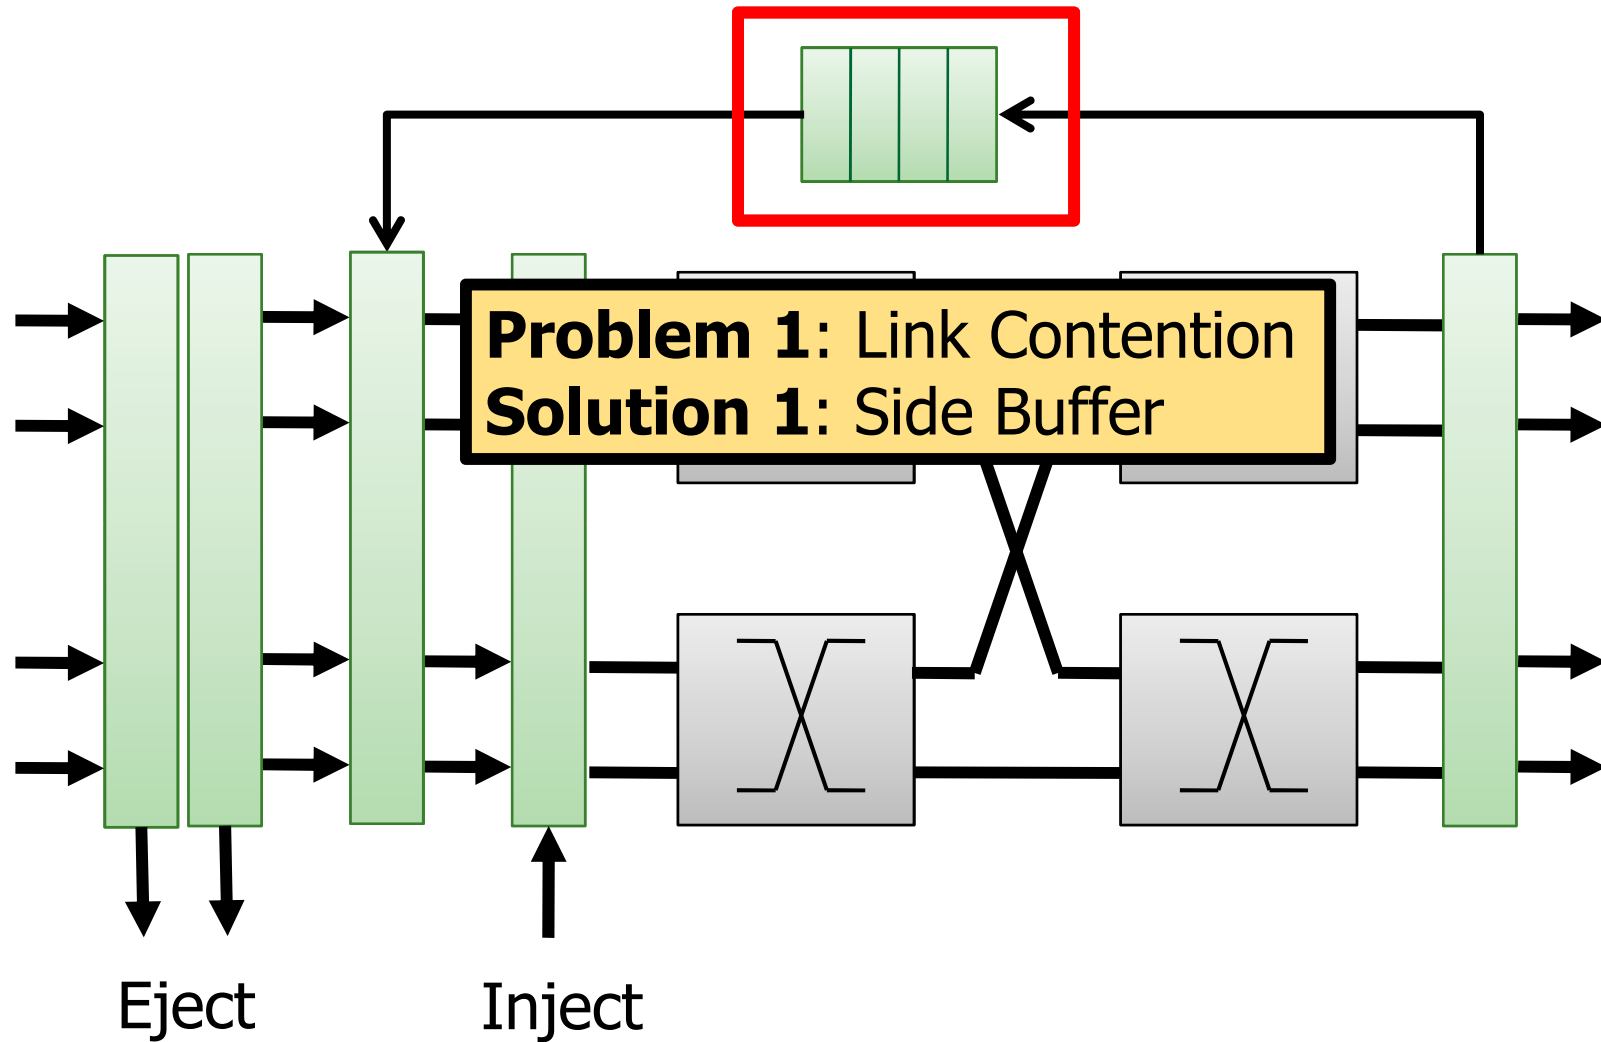 Problem 1: Link Contention
Solution 1: Side Buffer
Eject
Inject